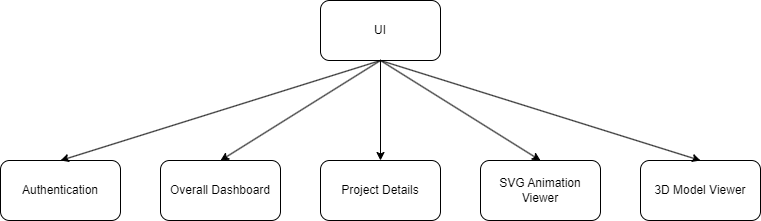 UI
Authentication
Overall Dashboard
Project Details
SVG Animation
Viewer
3D Model Viewer